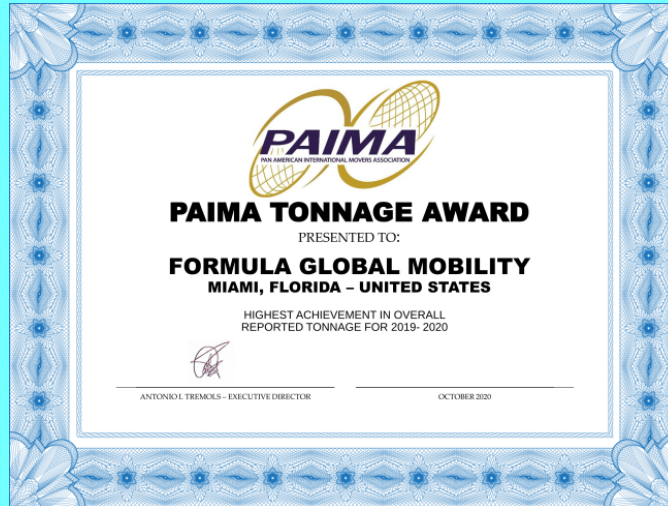 PAIMA
PAN AMERICAN INTERNATIONAL MOVERS ASSOCIATION
PAIMA TONNAGE AWARD
PRESENTED TO:
FORMULA GLOBAL MOBILITY
MIAMI, FLORIDA – UNITED STATES
HIGHEST ACHIEVEMENT IN OVERALL
REPORTED TONNAGE FOR 2019- 2020
ANTONIO I. TREMOLS – EXECUTIVE DIRECTOR
OCTOBER 2020